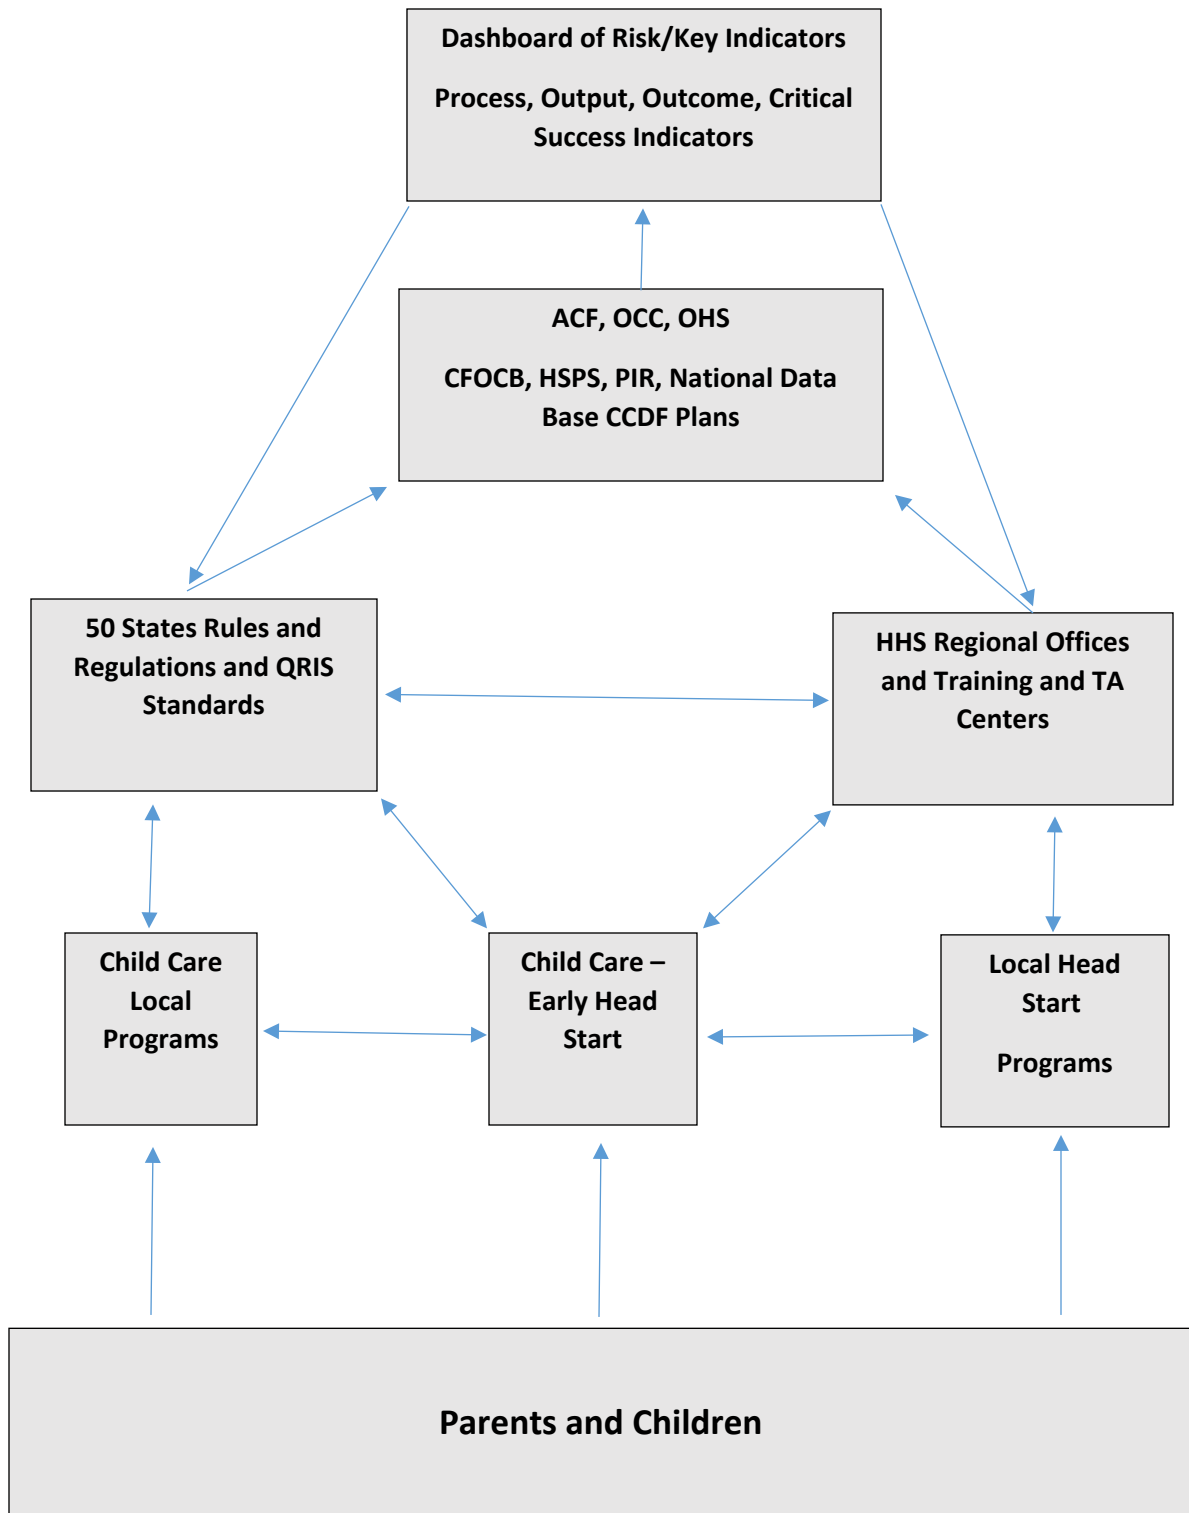 Dashboard of Risk/Key Indicators
Process, Output, Outcome, Critical
Success Indicators
ACF, OCC, OHS
CFOCB, HSPS, PIR, National Data
Base CCDF Plans
50 States Rules and
Regulations and QRIS
Standards
HHS Regional Offices
and Training and TA
Centers
Child Care
Local
Programs
Child Care –
Early Head
Start
Local Head
Start
Programs
Parents and Children